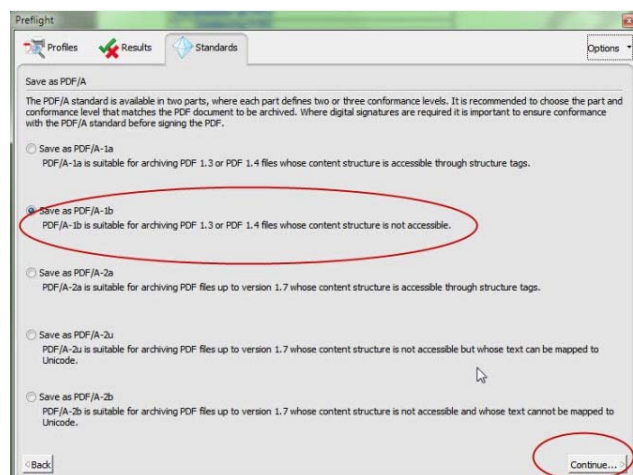 Preflight
Profiles
Results
Standards
Options
Save as PDF/A
The PDF/A standard is available in two parts, where each part defines two or three conformance levels. It is recommended to choose the part and
conformance level that matches the PDF document to be archived. Where digital signatures are required it is important to ensure conformance
with the PDF/A standard before signing the PDF.
Save as PDF/A-1a
PDF/A-1a is suitable for archiving PDF 1.3 or PDF 1.4 files whose content structure is accessible through structure tags.
Save as PDF/A-1b
PDF/A-1b is suitable for archiving PDF 1.3 or PDF 1.4 files whose content structure is not accessible.
Save as PDF/A-2a
PDF/A-2a is suitable for archiving PDF files up to version 1.7 whose content structure is accessible through structure tags.
Save as PDF/A-2u
PDF/A-2u is suitable for archiving PDF files up to version 1.7 whose content structure is not accessible but whose text can be mapped to
Unicode.
Save as PDF/A-2b
PDF/A-2b is suitable for archiving PDF files up to version 1.7 whose content structure is not accessible and whose text cannot be mapped to
Unicode.
Back
Continue...